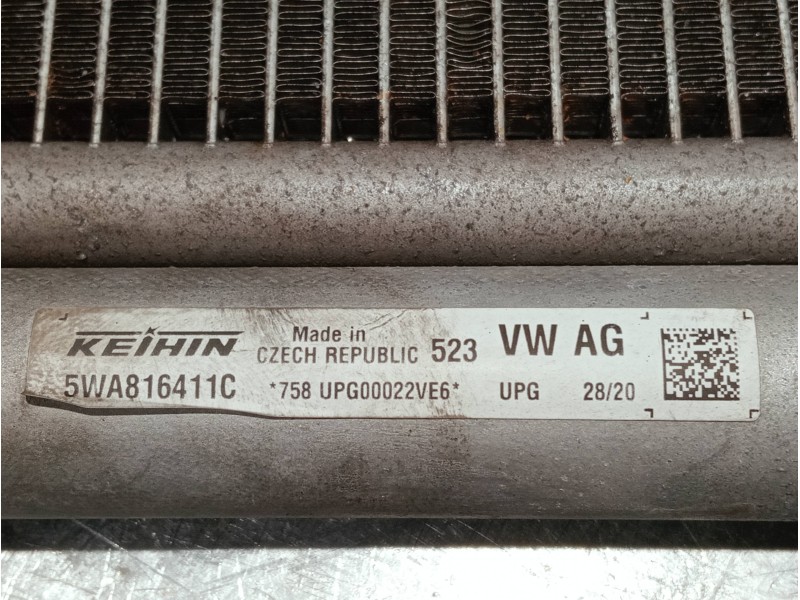 KEIHIN Made in CZECH REPUBLIC 523 VW AG
5WA816411C *758 UPG00022VE6* UPG 28/20